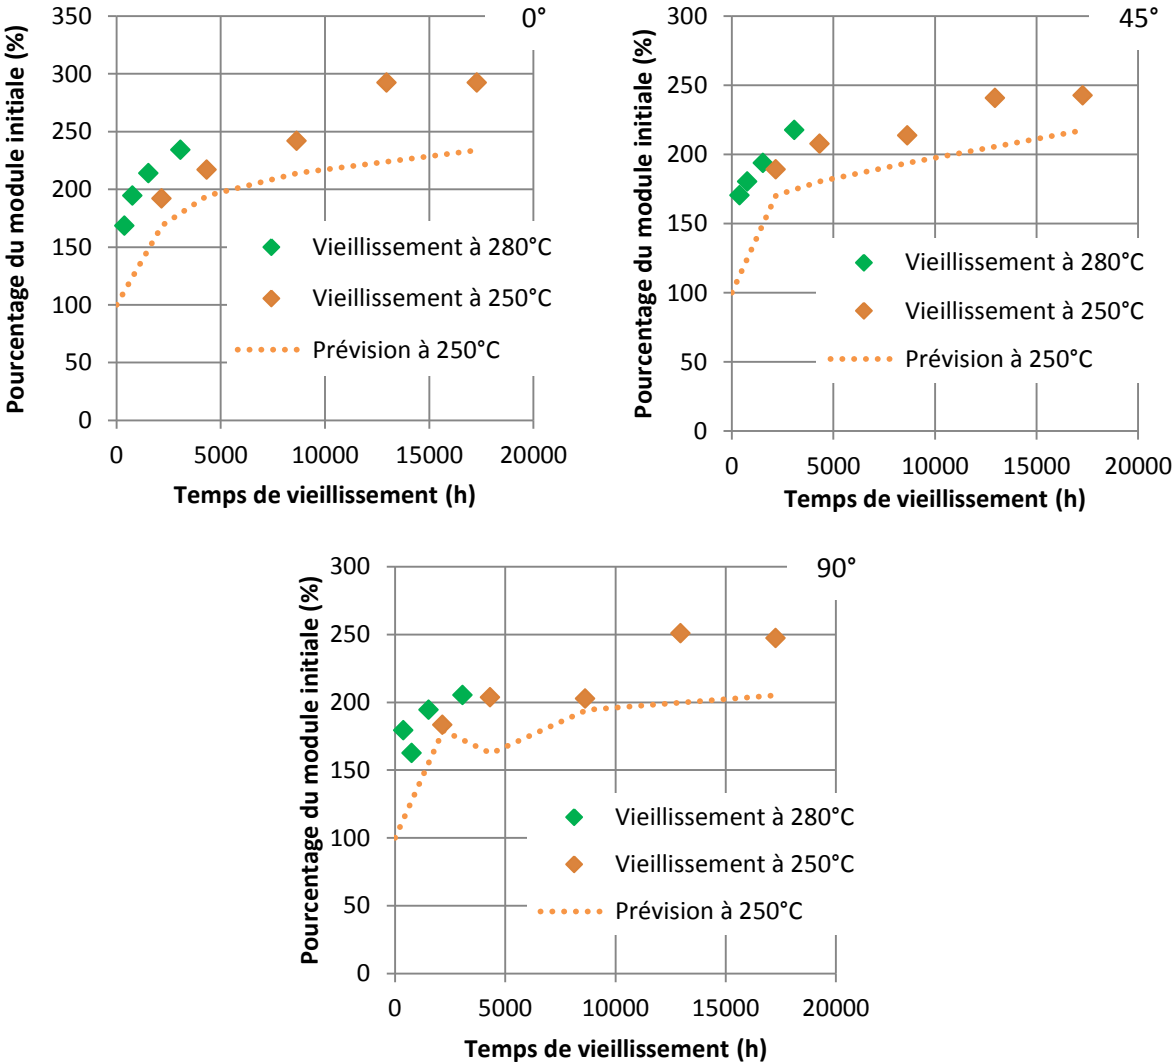 0°
Pourcentage du module initiale (%)
350
300
250
200
150
100
50
0
Vieillissement à 280°C
Vieillissement à 250°C
Prévision à 250°C
0 5000 10000 15000 20000
Temps de vieillissement (h)
45°
Pourcentage du module initiale (%)
300
250
200
150
100
50
0
Vieillissement à 280°C
Vieillissement à 250°C
Prévision à 250°C
0 5000 10000 15000 20000
Temps de vieillissement (h)
90°
Pourcentage du module initiale (%)
300
250
200
150
100
50
0
Vieillissement à 280°C
Vieillissement à 250°C
Prévision à 250°C
0 5000 10000 15000 20000
Temps de vieillissement (h)